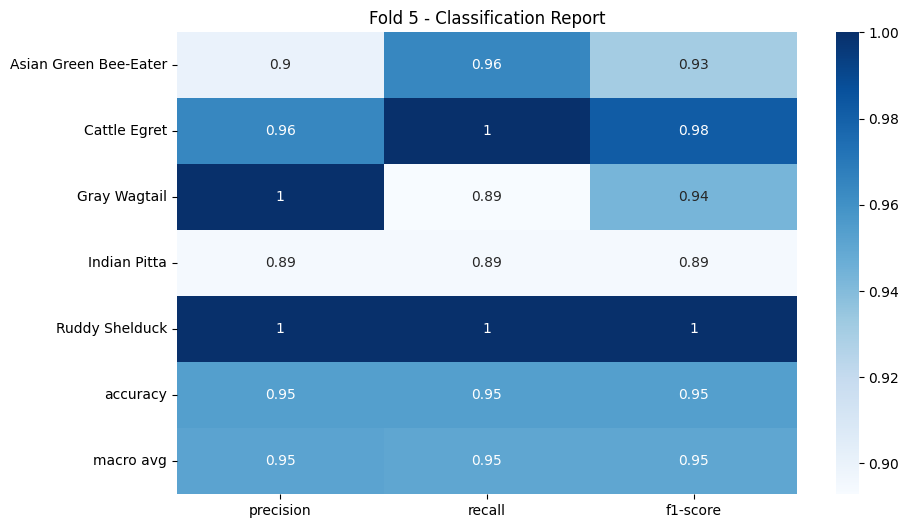 Fold 5 - Classification Report
Asian Green Bee-Eater 0.9 0.96 0.93
Cattle Egret 0.96 1 0.98
Gray Wagtail 1 0.89 0.94
Indian Pitta 0.89 0.89 0.89
Ruddy Shelduck 1 1 1
accuracy 0.95 0.95 0.95
macro avg 0.95 0.95 0.95
precision recall f1-score
1.00
0.98
0.96
0.94
0.92
0.90